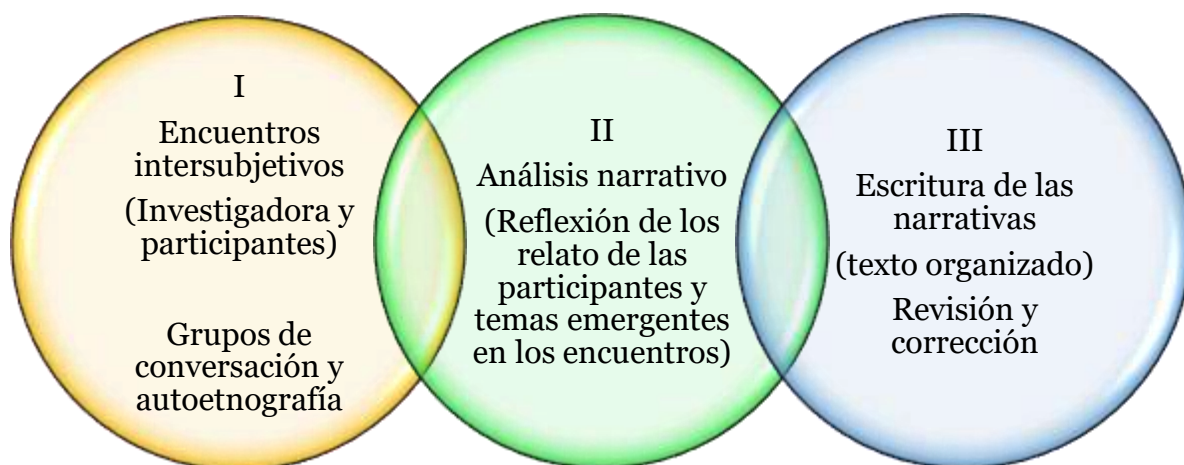 I
Encuentros
intersubjetivos
(Investigadora y
participantes)
Grupos de
conversación y
autoetnografía
II
Análisis narrativo
(Reflexión de los
relato de las
participantes y
temas emergentes
en los encuentros)
III
Escritura de las
narrativas
(texto organizado)
Revisión y
corrección